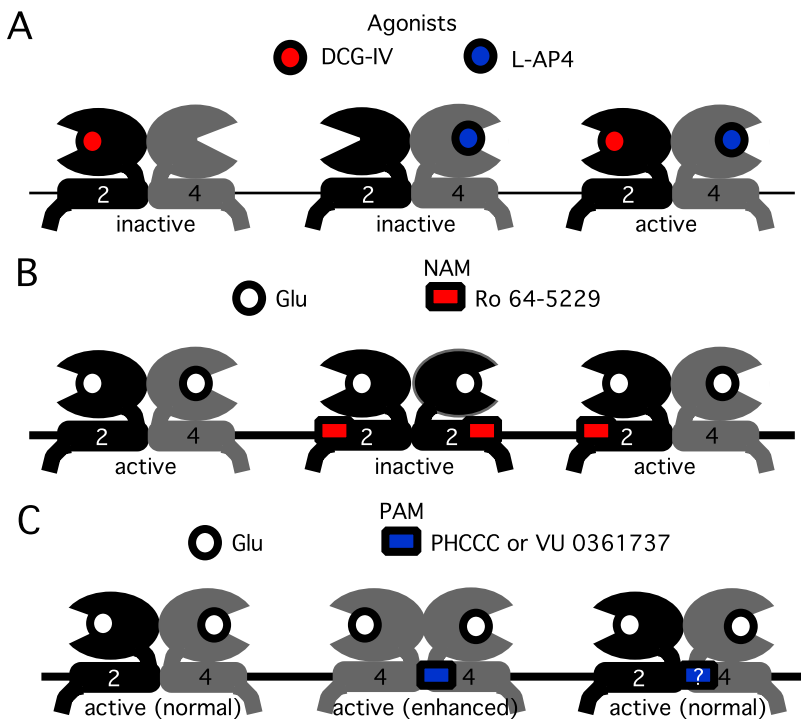 A
Agonists
DCG-IV
L-AP4
2 4 2 4 2 4
inactive inactive active
B
NAM
Glu
Ro 64-5229
2 4 2 2 2 4
active inactive active
C
PAM
Glu
PHCCC or VU 0361737
2 4 4 4 2 ? 4
active (normal) active (enhanced) active (normal)